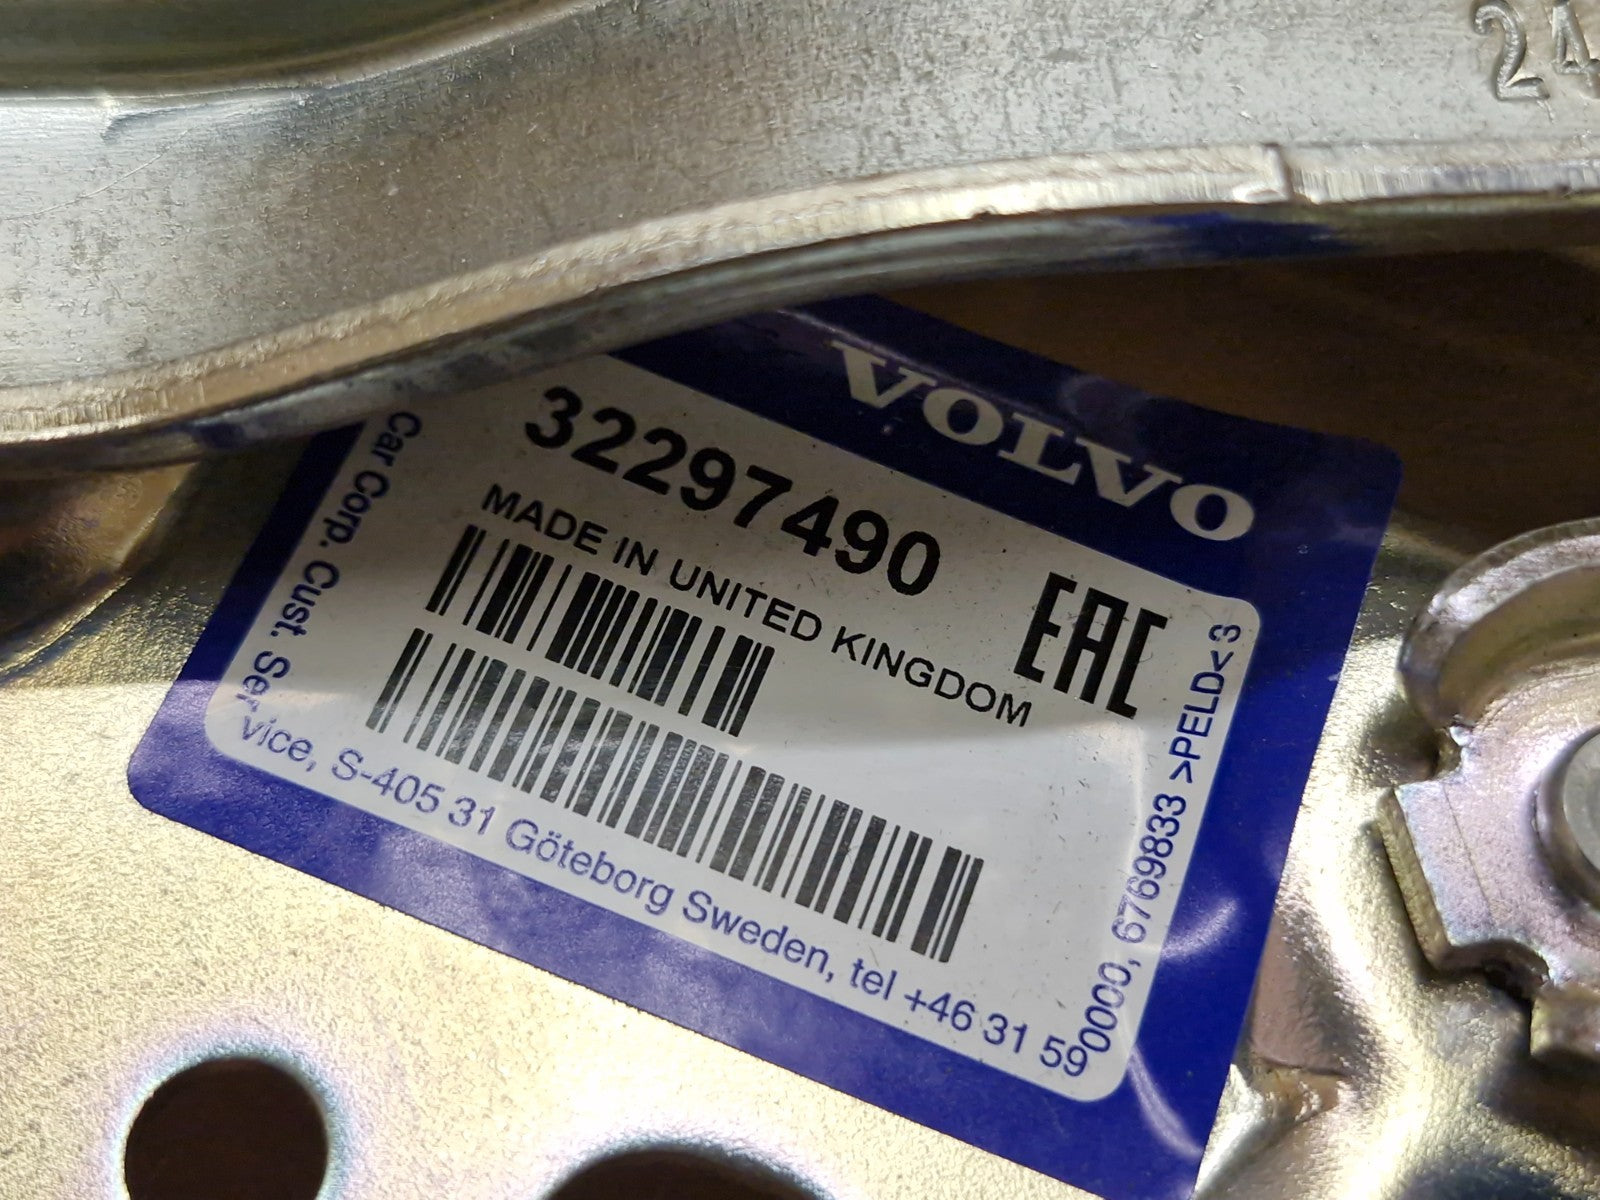 24
VOLVO
32297490
MADE IN UNITED KINGDOM
EAC
Car Corp. Cust. Service, S-405 31 Göteborg Sweden, tel +46 31 590000, 6769833 >PELD<3